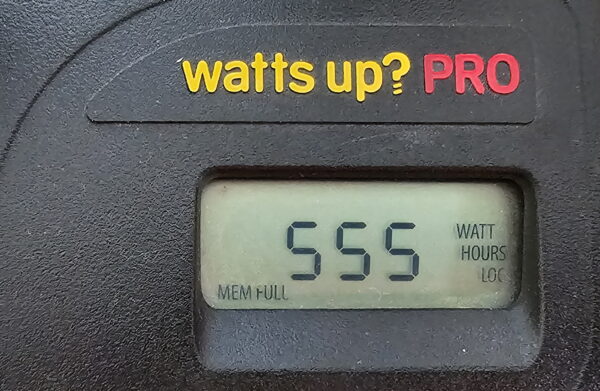 watts up? PRO
555 WATT
HOURS
LOC
MEM FULL